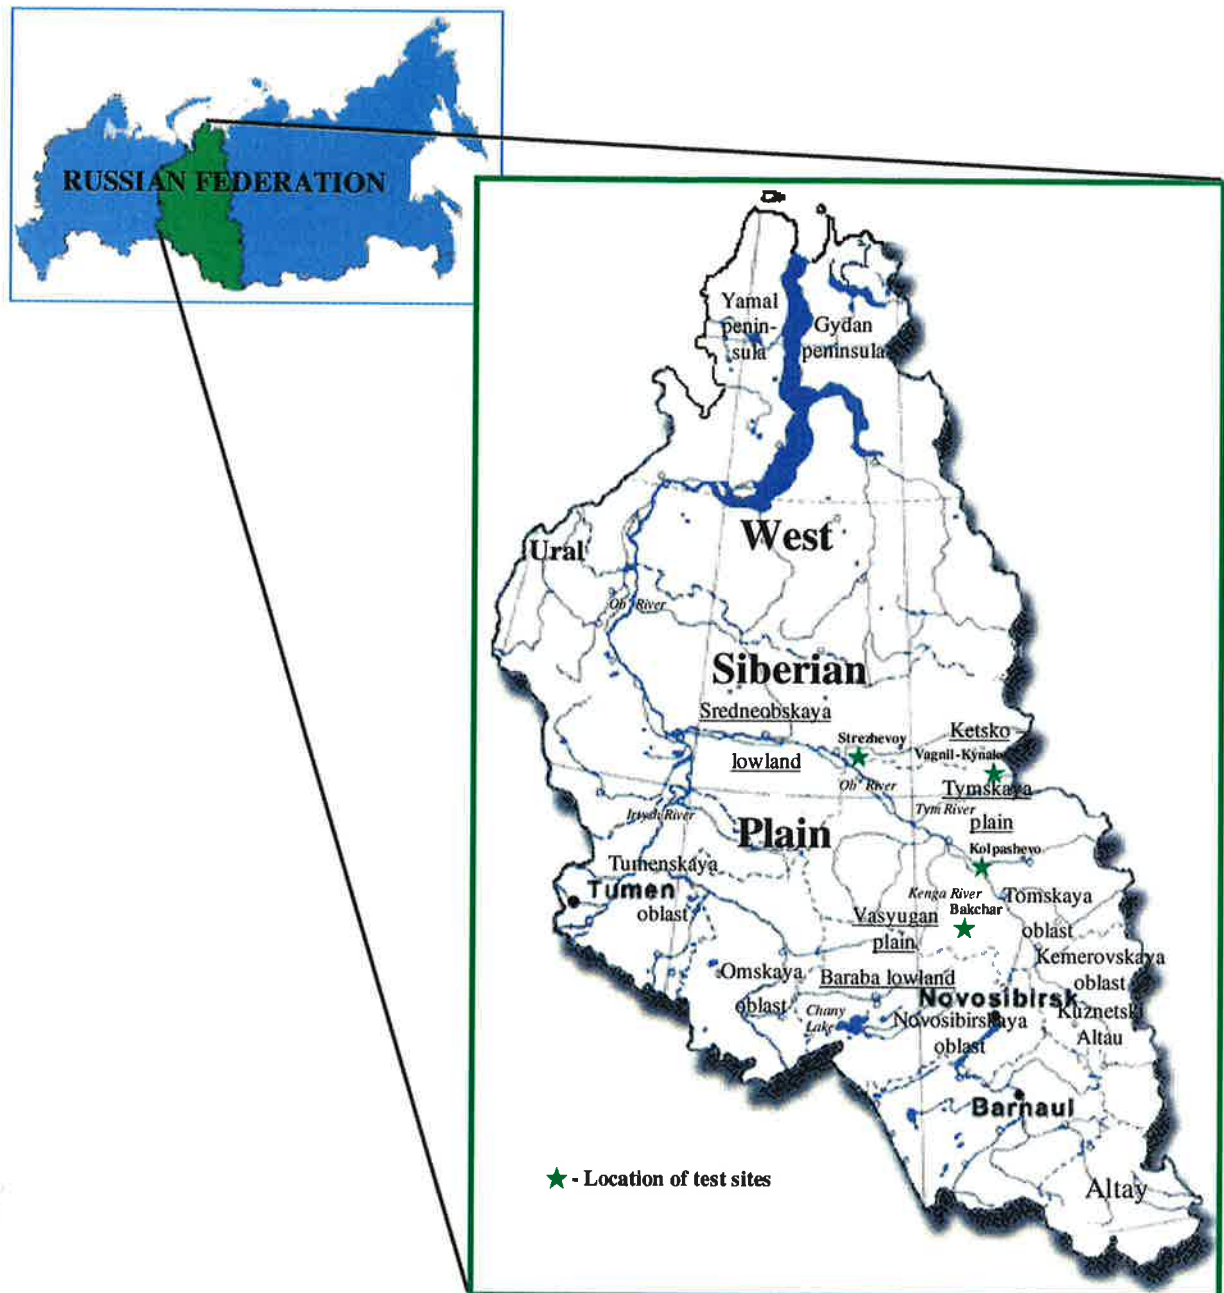 RUSSIAN FEDERATION
Yamal
penin-
sula
Gydan
peninsula
West
Ural
Ob' River
Siberian
Sredneobskaya
Strezhevoy
Ketsko
lowland
Vagnil-Kynak
Ob' River
Tymskaya
Irtysh River
Tym River
plain
Plain
Kolpashevo
Tumenskaya
Tumen
oblast
Kenga River
Tomskaya
Bakchar
Vasyugan
oblast
plain
Kemerovskaya
oblast
Omskaya
oblast
Baraba lowland
Novosibirsk
Chany
Lake
Novosibirskaya
oblast
Kuznetski
Altau
Barnaul
- Location of test sites
Altay